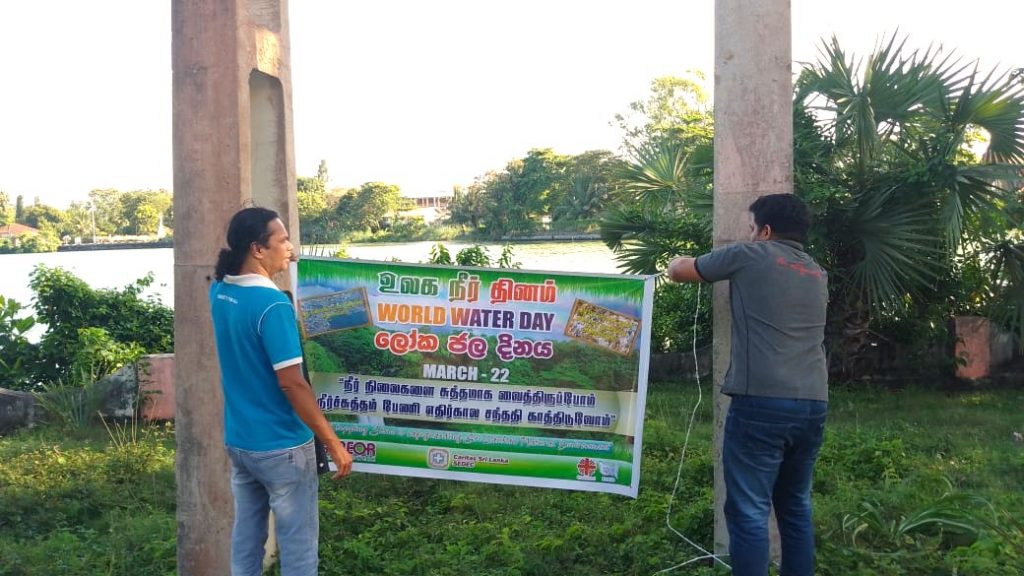 உலக நீர் தினம்
WORLD WATER DAY
ලෝක ජල දිනය
MARCH - 22
"நீர் நிலைகளை சுத்தமாக வைத்திருப்போம்
நீர்ச்சுத்தம் பேணி எதிர்கால சந்ததி காத்திடுவோம்"
Caritas Sri Lanka
SEDEC